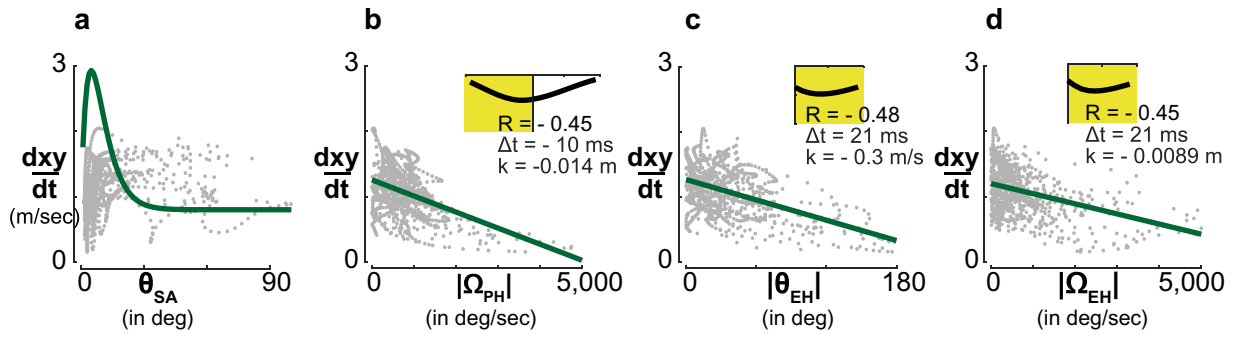 a
3
dxy
dt
(m/sec)
0
0
θSA
90
(in deg)
b
3
dxy
dt
0
R = - 0.45
Δt = - 10 ms
k = -0.014 m
0
|ΩPH|
5,000
(in deg/sec)
c
3
dxy
dt
0
R = - 0.48
Δt = 21 ms
k = - 0.3 m/s
0
|θEH|
180
(in deg)
d
3
dxy
dt
0
R = - 0.45
Δt = 21 ms
k = - 0.0089 m
0
|ΩEH|
5,000
(in deg/sec)